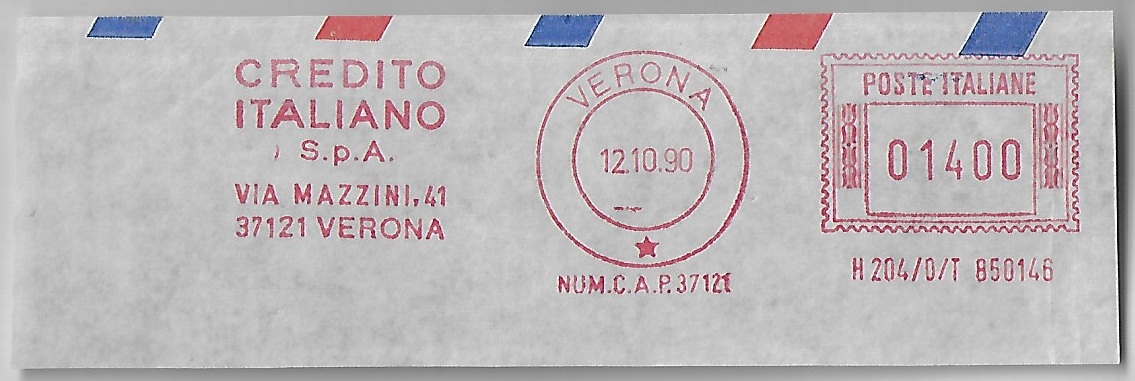 CREDITO
ITALIANO
S.p.A.
VIA MAZZINI, 41
37121 VERONA
VERONA
12.10.90
NUM.C.A.P. 37121
POSTE ITALIANE
01400
H 204/0/T 850146